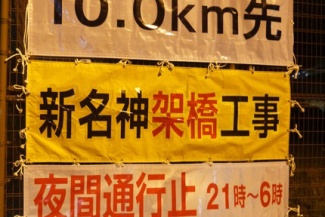 10.0km先
新名神架橋工事
夜間通行止 21時~6時